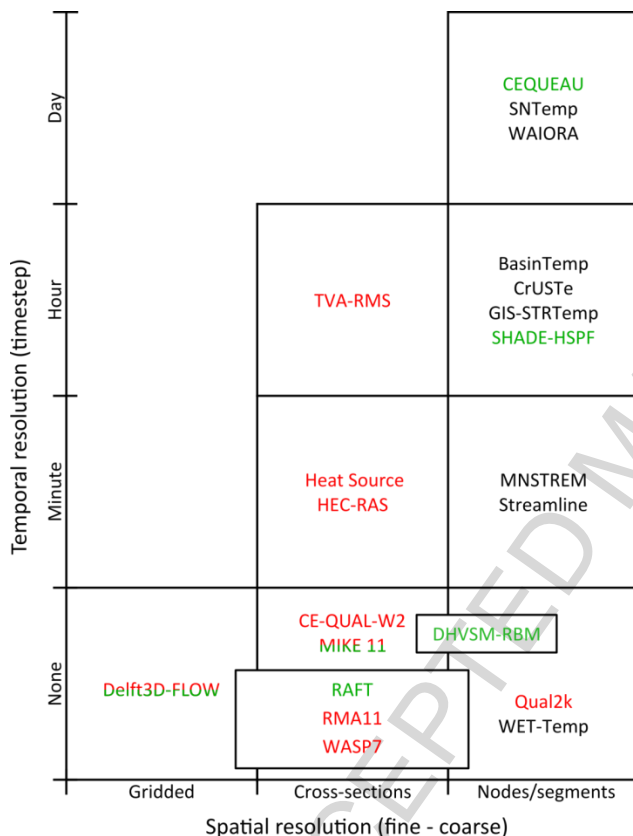 Temporal resolution (timestep)
Day
Hour
Minute
None
CEQUEAU
SNTemp
WAIORA
TVA-RMS
BasinTemp
CrUSTe
GIS-STRTemp
SHADE-HSPF
Heat Source
HEC-RAS
MNSTREM
Streamline
CE-QUAL-W2
MIKE 11
DHVSM-RBM
Delft3D-FLOW
RAFT
RMA11
WASP7
Qual2k
WET-Temp
Gridded
Cross-sections
Nodes/segments
Spatial resolution (fine - coarse)
CEPTED M